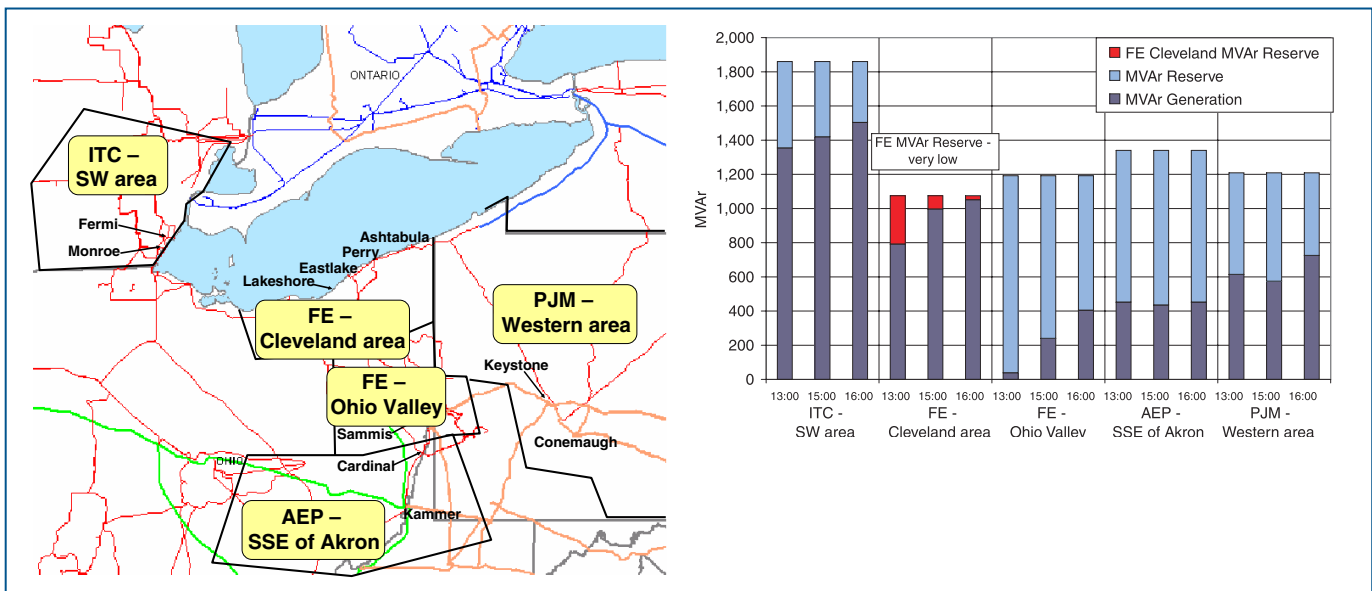 ONTARIO
ITC –
SW area
Fermi
Monroe
Ashtabula
Perry
Eastlake
Lakeshore
FE –
Cleveland area
PJM –
Western area
Keystone
FE –
Ohio Valley
Sammis
Conemaugh
Cardinal
OHIO
Kammer
AEP –
SSE of Akron
2,000
1,800
1,600
1,400
1,200
1,000
800
600
400
200
0
MVAr
FE Cleveland MVAr Reserve
MVAr Reserve
MVAr Generation
FE MVAr Reserve -
very low
13:00 15:00 16:00 13:00 15:00 16:00 13:00 15:00 16:00 13:00 15:00 16:00 13:00 15:00 16:00
ITC - FE - FE - AEP - PJM -
SW area Cleveland area Ohio Valley SSE of Akron Western area